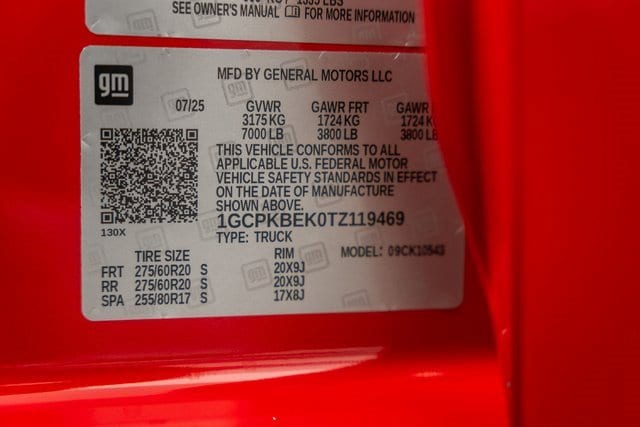 SEE OWNER'S MANUAL FOR MORE INFORMATION
gm
MFD BY GENERAL MOTORS LLC
07/25 GVWR GAWR FRT GAWR
3175 KG 1724 KG 1724 K
7000 LB 3800 LB 3800 LB
THIS VEHICLE CONFORMS TO ALL
APPLICABLE U.S. FEDERAL MOTOR
VEHICLE SAFETY STANDARDS IN EFFECT
ON THE DATE OF MANUFACTURE
SHOWN ABOVE.
1GCPKBEK0TZ119469
130X
TYPE: TRUCK
TIRE SIZE RIM MODEL: 09CK10543
FRT 275/60R20 S 20X9J
RR 275/60R20 S 20X9J
SPA 255/80R17 S 17X8J